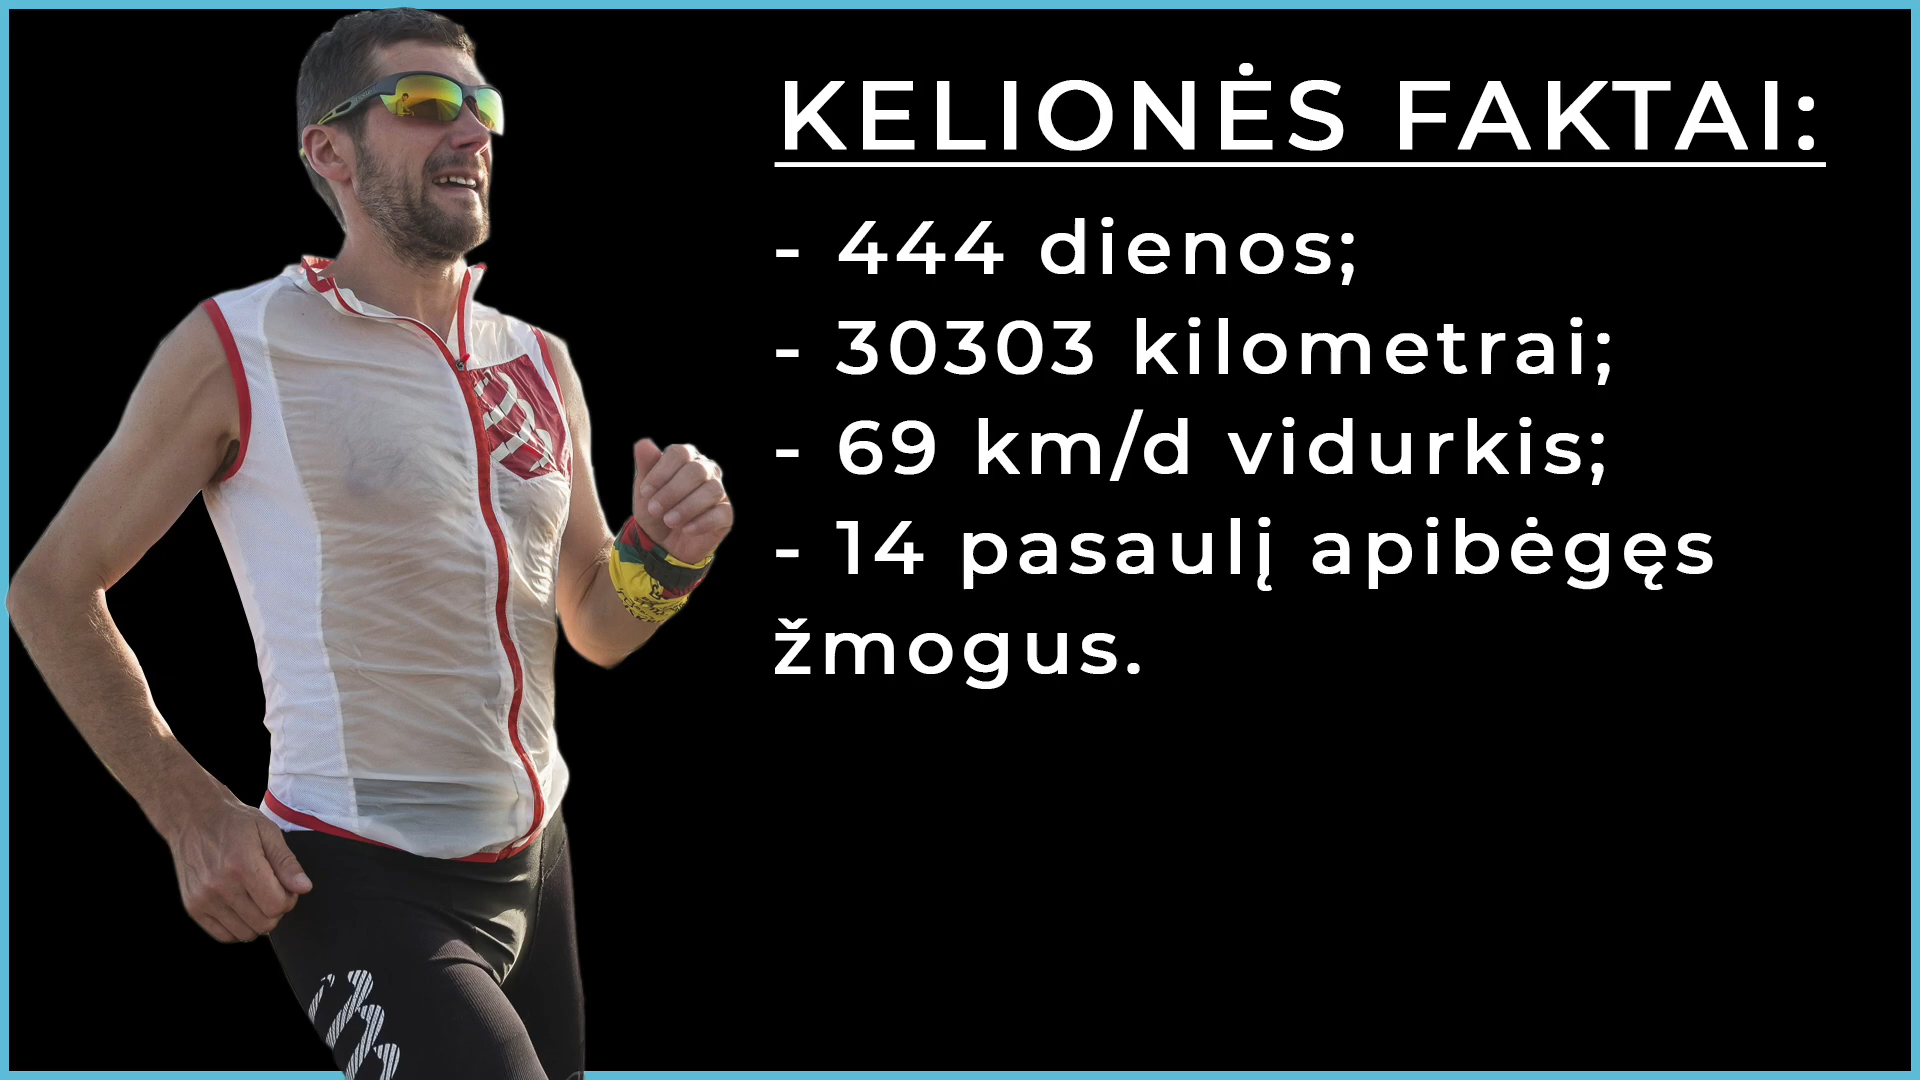 KELIONĖS FAKTAI:
- 444 dienos;
- 30303 kilometrai;
- 69 km/d vidurkis;
- 14 pasaulį apibėgęs
žmogus.